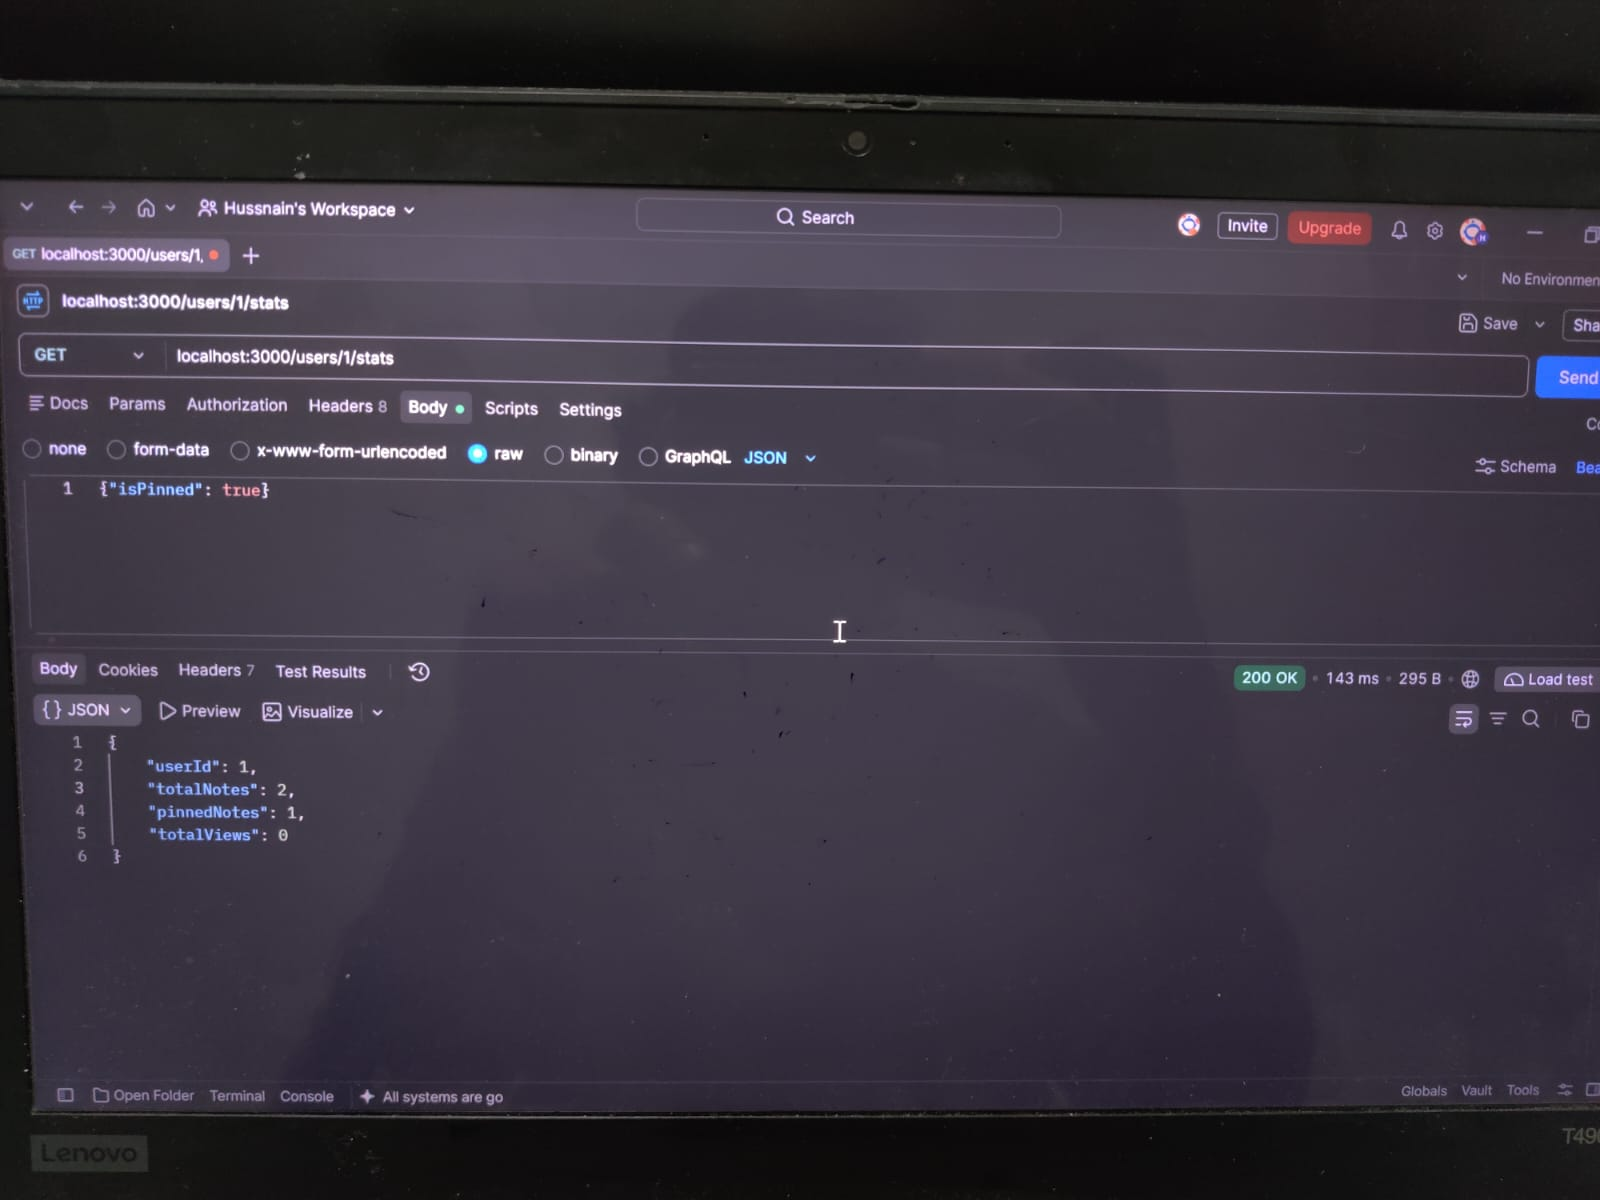 Hussnain's Workspace
Search
Invite
Upgrade
GET localhost:3000/users/1,
No Environmen
HTTP
localhost:3000/users/1/stats
Save
Sha
GET
localhost:3000/users/1/stats
Send
Docs
Params
Authorization
Headers 8
Body
Scripts
Settings
none
form-data
x-www-form-urlencoded
raw
binary
GraphQL
JSON
Schema
Bea
1 {"isPinned": true}
Body
Cookies
Headers 7
Test Results
200 OK
143 ms
295 B
Load test
{} JSON
Preview
Visualize
1 {
2 "userId": 1,
3 "totalNotes": 2,
4 "pinnedNotes": 1,
5 "totalViews": 0
6 }
Open Folder
Terminal
Console
All systems are go
Globals
Vault
Tools
Lenovo